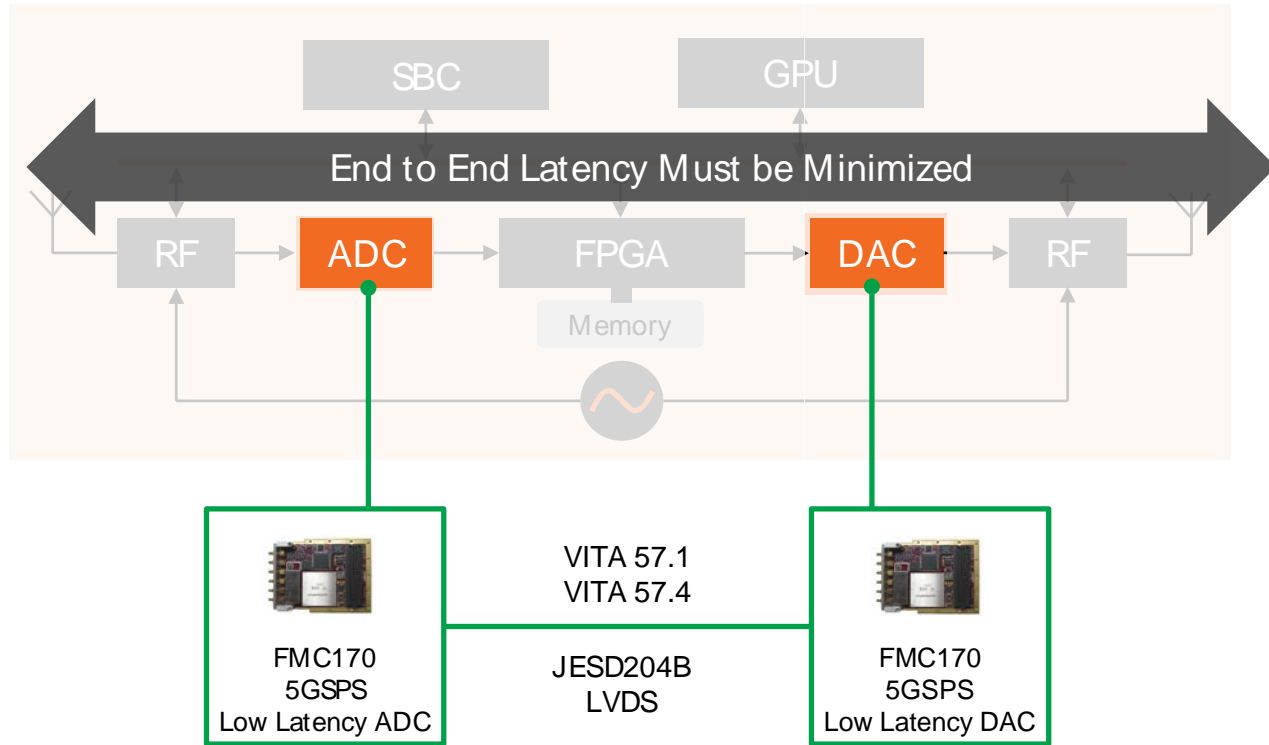 SBC
GPU
End to End Latency Must be Minimized
RF
ADC
FPGA
DAC
RF
Memory
VITA 57.1
VITA 57.4
FMC170
5GSPS
Low Latency ADC
JESD204B
LVDS
FMC170
5GSPS
Low Latency DAC